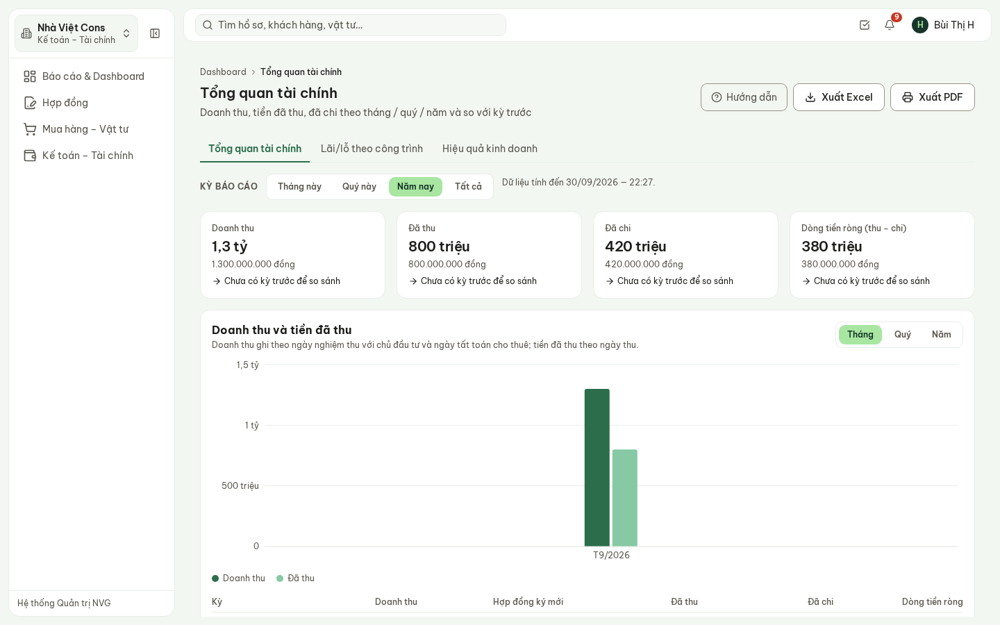 Nhà Việt Cons
Kế toán – Tài chính
Báo cáo & Dashboard
Hợp đồng
Mua hàng – Vật tư
Kế toán – Tài chính
Hệ thống Quản trị NVG
Tìm hồ sơ, khách hàng, vật tư...
9
H
Bùi Thị H
Dashboard
Tổng quan tài chính
Tổng quan tài chính
Doanh thu, tiền đã thu, đã chi theo tháng / quý / năm và so với kỳ trước
Hướng dẫn
Xuất Excel
Xuất PDF
Tổng quan tài chính
Lãi/lỗ theo công trình
Hiệu quả kinh doanh
KỲ BÁO CÁO
Tháng này
Quý này
Năm nay
Tất cả
Dữ liệu tính đến 30/09/2026 — 22:27.
Doanh thu
1,3 tỷ
1.300.000.000 đồng
Chưa có kỳ trước để so sánh
Đã thu
800 triệu
800.000.000 đồng
Chưa có kỳ trước để so sánh
Đã chi
420 triệu
420.000.000 đồng
Chưa có kỳ trước để so sánh
Dòng tiền ròng (thu – chi)
380 triệu
380.000.000 đồng
Chưa có kỳ trước để so sánh
Doanh thu và tiền đã thu
Doanh thu ghi theo ngày nghiệm thu với chủ đầu tư và ngày tất toán cho thuê; tiền đã thu theo ngày thu.
Tháng
Quý
Năm
1,5 tỷ
1 tỷ
500 triệu
0
T9/2026
Doanh thu
Đã thu
Kỳ
Doanh thu
Hợp đồng ký mới
Đã thu
Đã chi
Dòng tiền ròng